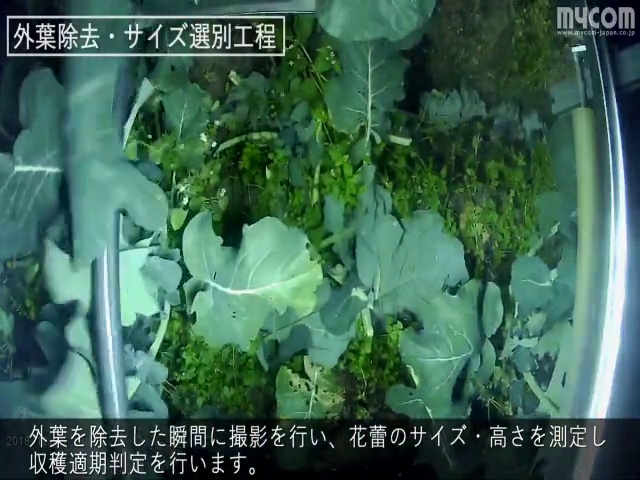 外葉除去・サイズ選別工程
mycom
www.mycom-japan.co.jp
2018
外葉を除去した瞬間に撮影を行い、花蕾のサイズ・高さを測定し
収穫適期判定を行います。